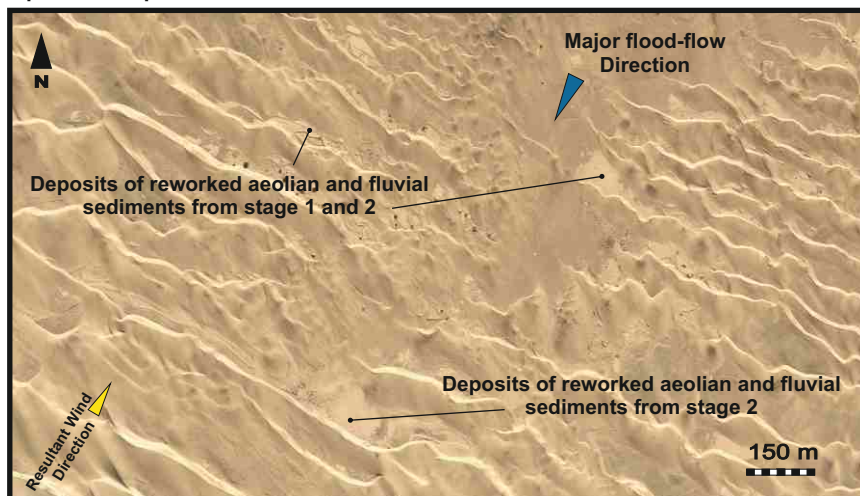 N
Major flood-flow
Direction
Deposits of reworked aeolian and fluvial
sediments from stage 1 and 2
Deposits of reworked aeolian and fluvial
sediments from stage 2
Resultant Wind
Direction
150 m